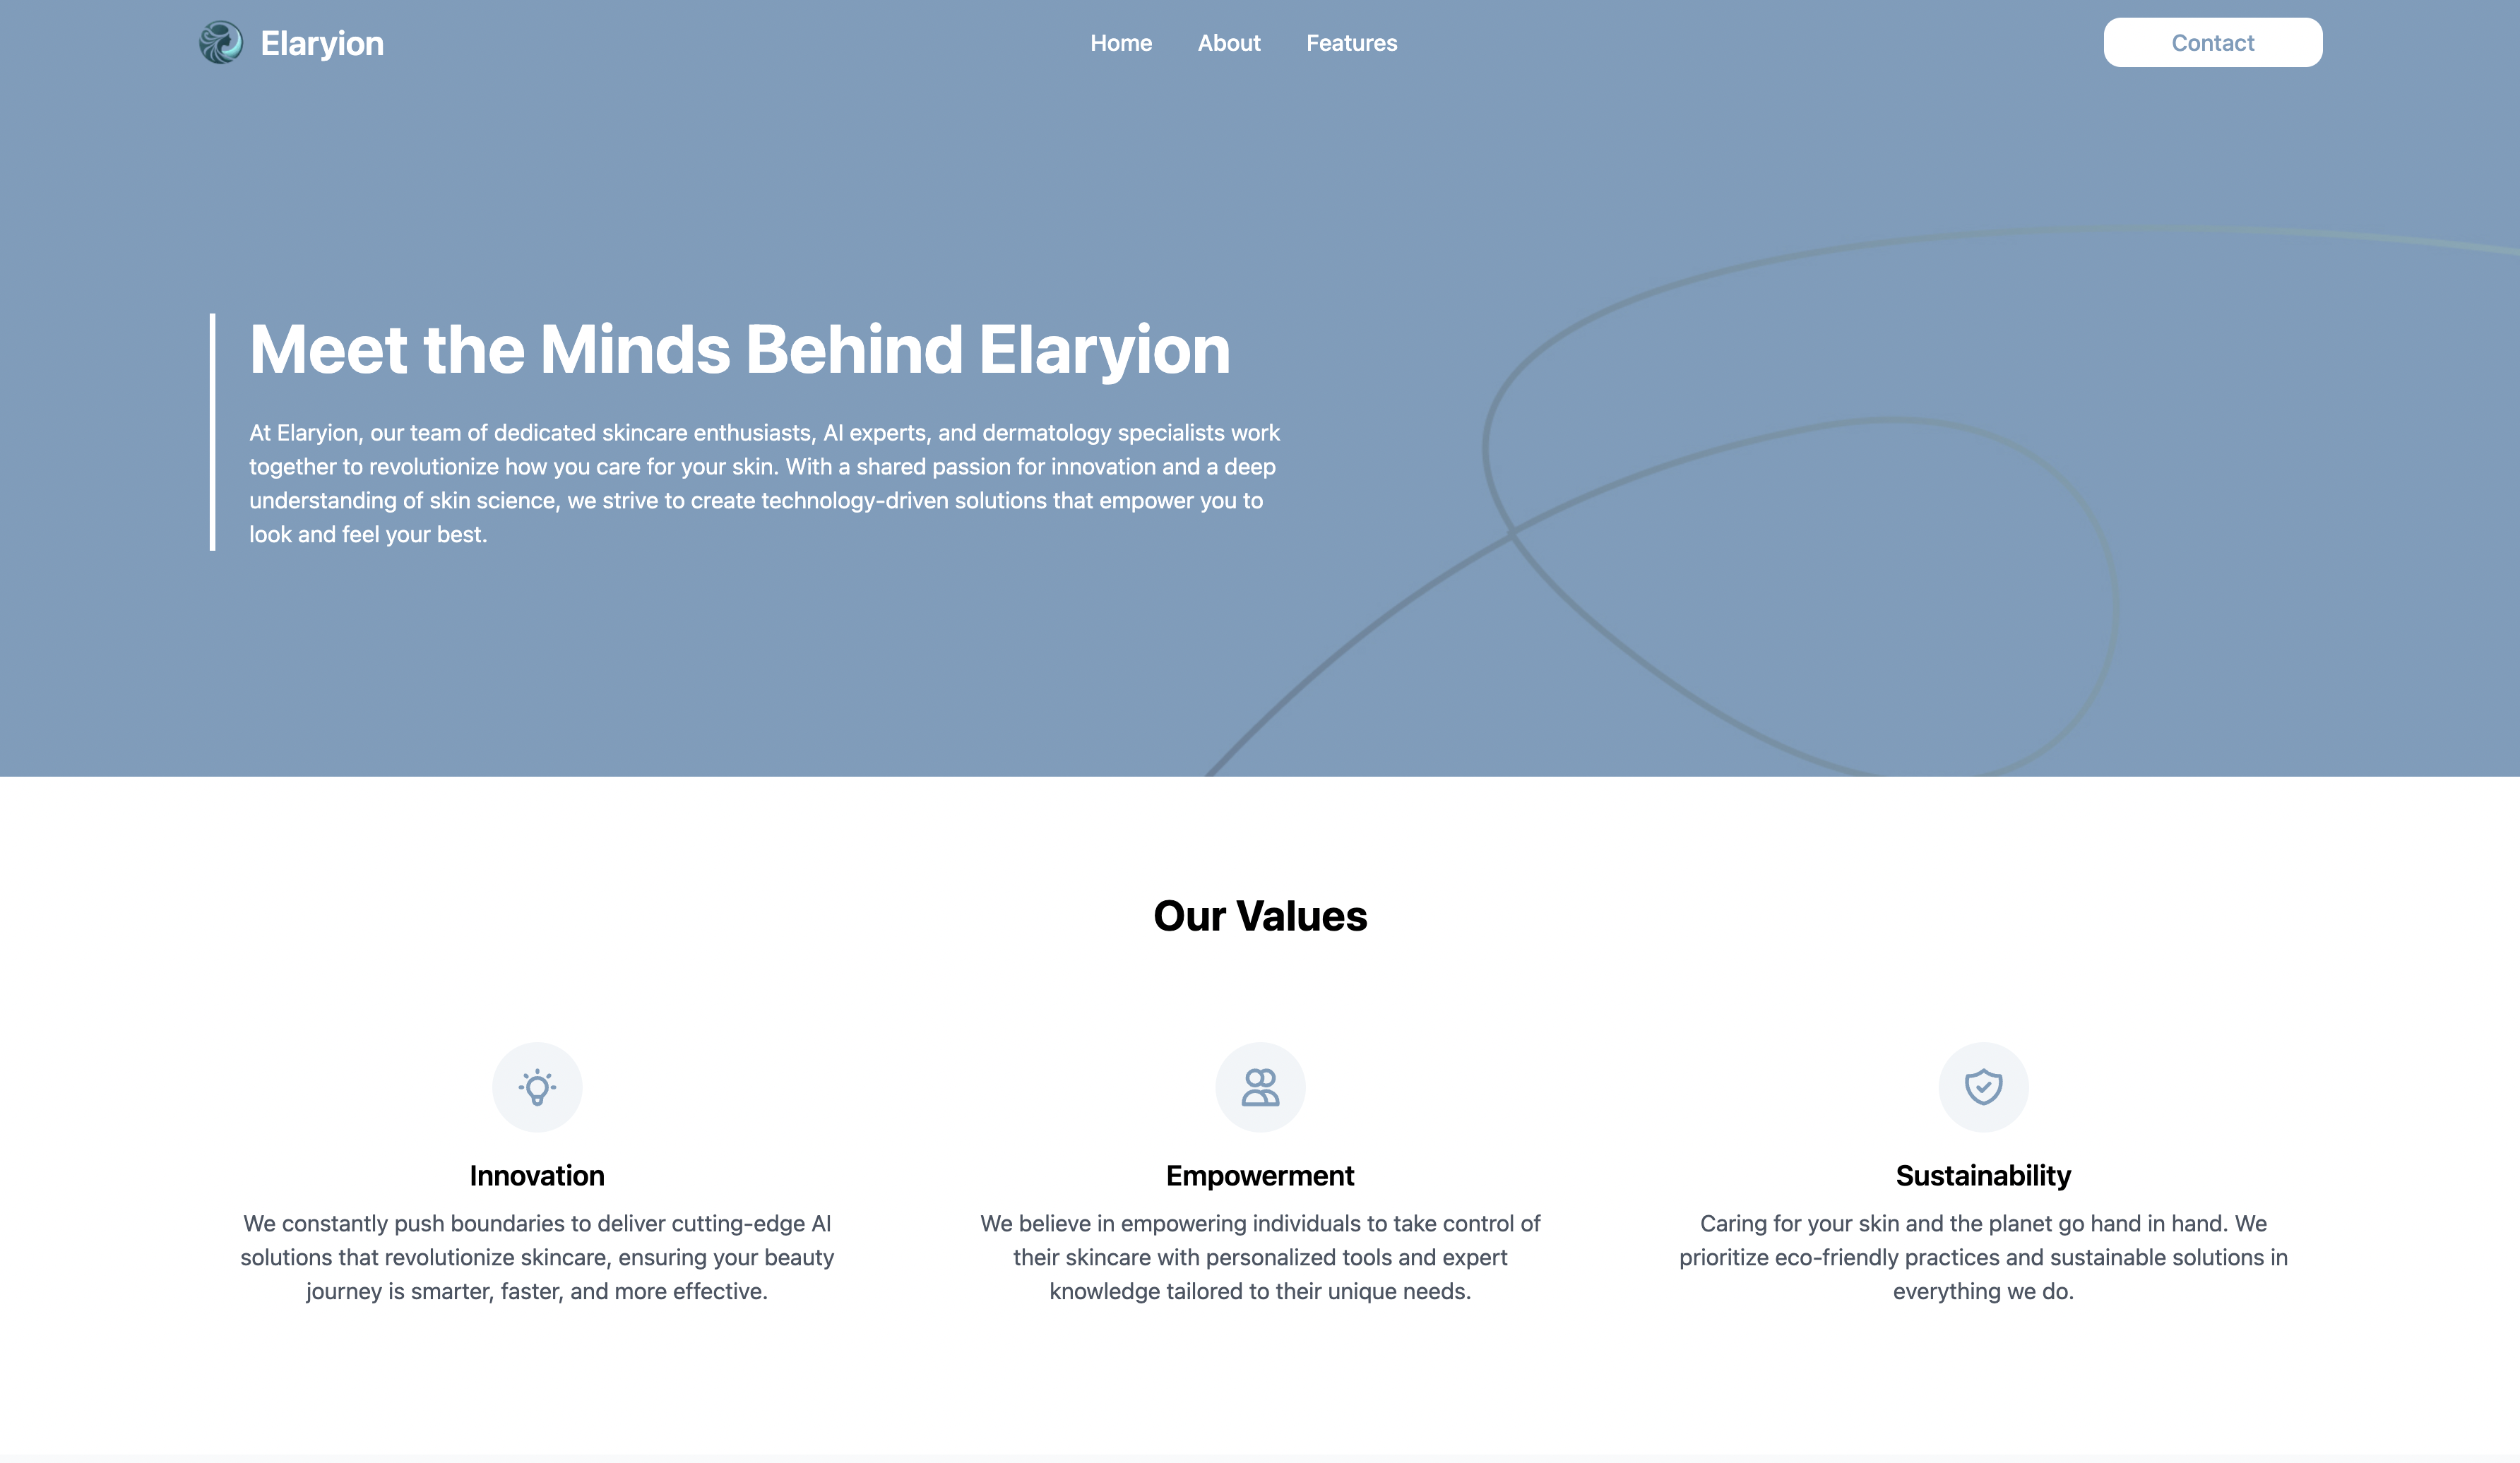 Elaryion
Home
About
Features
Contact
Meet the Minds Behind Elaryion
At Elaryion, our team of dedicated skincare enthusiasts, AI experts, and dermatology specialists work
together to revolutionize how you care for your skin. With a shared passion for innovation and a deep
understanding of skin science, we strive to create technology-driven solutions that empower you to
look and feel your best.
Our Values
Innovation
We constantly push boundaries to deliver cutting-edge AI
solutions that revolutionize skincare, ensuring your beauty
journey is smarter, faster, and more effective.
Empowerment
We believe in empowering individuals to take control of
their skincare with personalized tools and expert
knowledge tailored to their unique needs.
Sustainability
Caring for your skin and the planet go hand in hand. We
prioritize eco-friendly practices and sustainable solutions in
everything we do.